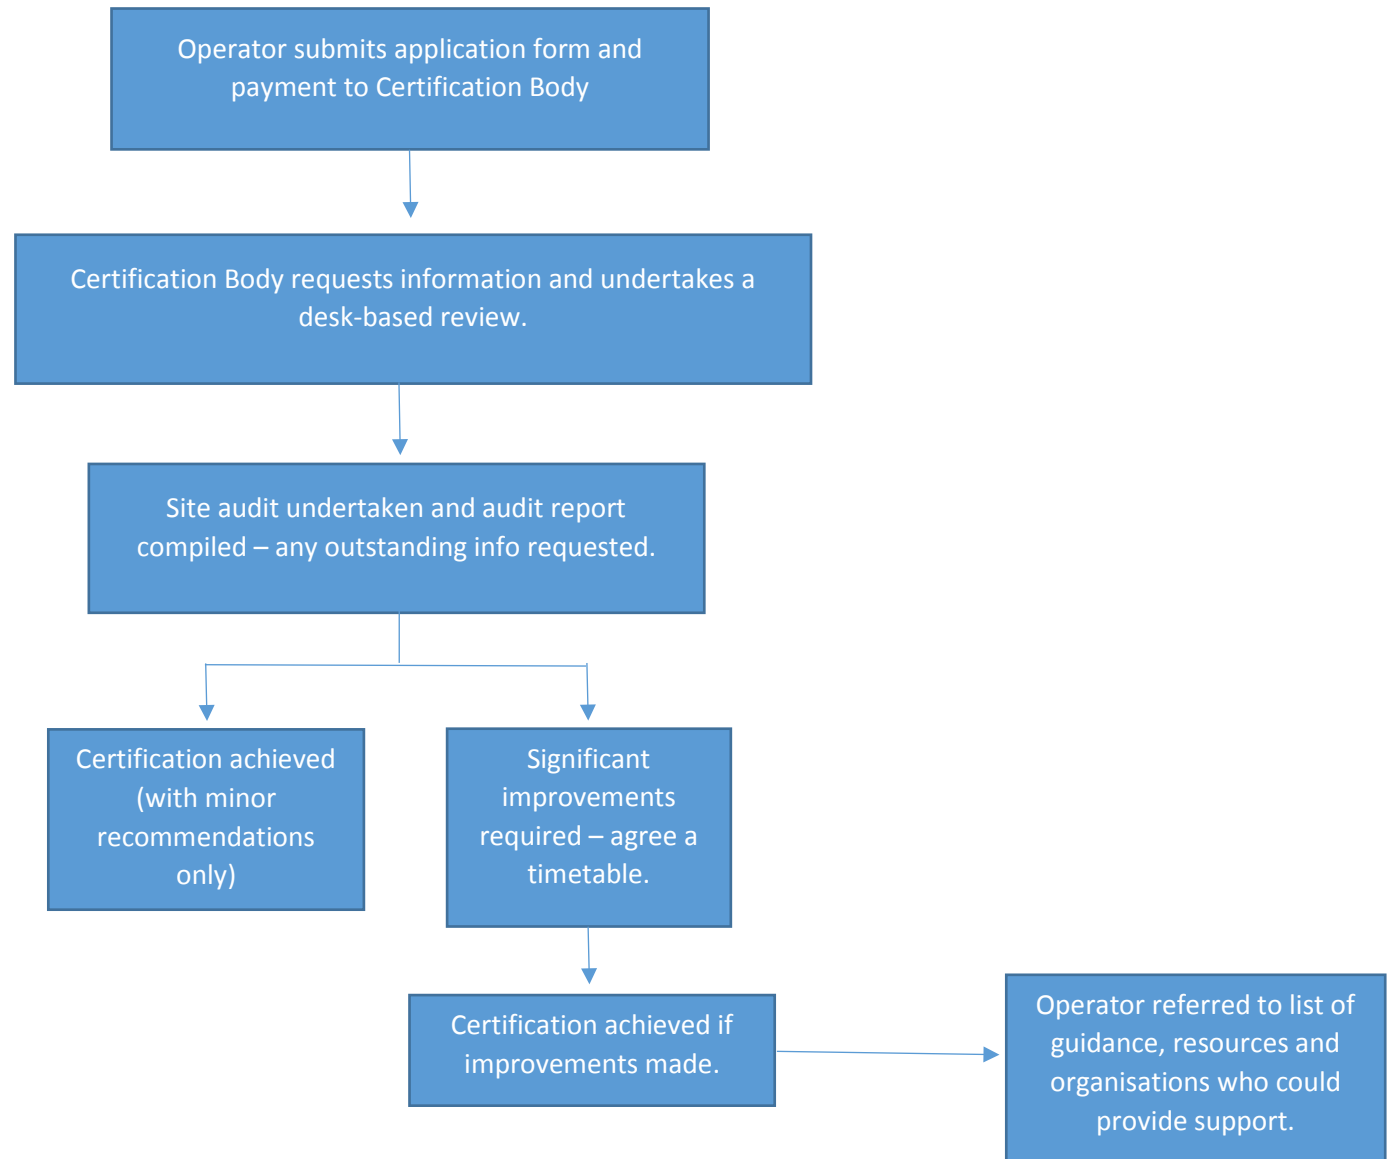 Operator submits application form and
payment to Certification Body
Certification Body requests information and undertakes a
desk-based review.
Site audit undertaken and audit report
compiled – any outstanding info requested.
Certification achieved
(with minor
recommendations
only)
Significant
improvements
required – agree a
timetable.
Certification achieved if
improvements made.
Operator referred to list of
guidance, resources and
organisations who could
provide support.